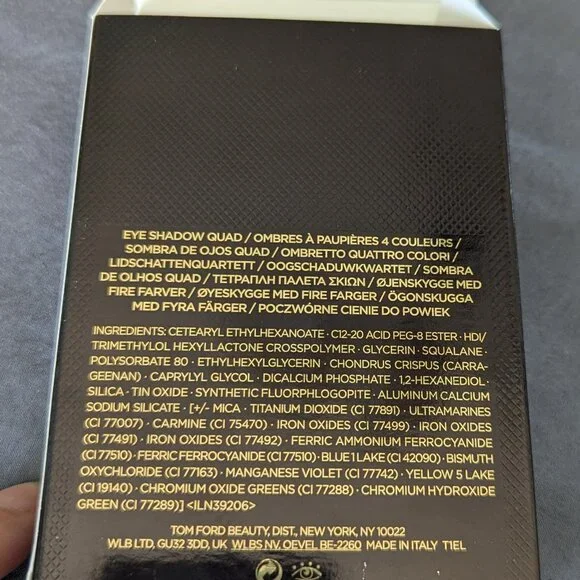 EYE SHADOW QUAD / OMBRES À PAUPIÈRES 4 COULEURS /
SOMBRA DE OJOS QUAD / OMBRETTO QUATTRO COLORI /
LIDSCHATTENQUARTETT / OOGSCHADUWKWARTET / SOMBRA
DE OLHOS QUAD / ΤΕΤΡΑΠΛΗ ΠΑΛΕΤΑ ΣΚΙΩΝ / ØJENSKYGGE MED
FIRE FARVER / ØYESKYGGE MED FIRE FARGER / ÖGONSKUGGA
MED FYRA FÄRGER / POCZWÓRNE CIENIE DO POWIEK
INGREDIENTS: CETEARYL ETHYLHEXANOATE · C12-20 ACID PEG-8 ESTER · HDI/
TRIMETHYLOL HEXYLLACTONE CROSSPOLYMER · GLYCERIN · SQUALANE ·
POLYSORBATE 80 · ETHYLHEXYLGLYCERIN · CHONDRUS CRISPUS (CARRA-
GEENAN) · CAPRYLYL GLYCOL · DICALCIUM PHOSPHATE · 1,2-HEXANEDIOL ·
SILICA · TIN OXIDE · SYNTHETIC FLUORPHLOGOPITE · ALUMINUM CALCIUM
SODIUM SILICATE · [+/- MICA · TITANIUM DIOXIDE (CI 77891) · ULTRAMARINES
(CI 77007) · CARMINE (CI 75470) · IRON OXIDES (CI 77499) · IRON OXIDES
(CI 77491) · IRON OXIDES (CI 77492) · FERRIC AMMONIUM FERROCYANIDE
(CI 77510) · FERRIC FERROCYANIDE (CI 77510) · BLUE 1 LAKE (CI 42090) · BISMUTH
OXYCHLORIDE (CI 77163) · MANGANESE VIOLET (CI 77742) · YELLOW 5 LAKE
(CI 19140) · CHROMIUM OXIDE GREENS (CI 77288) · CHROMIUM HYDROXIDE
GREEN (CI 77289)] <ILN39206>
TOM FORD BEAUTY, DIST., NEW YORK, NY 10022
WLB LTD, GU32 3DD, UK WLBS NV, OEVEL BE-2260 MADE IN ITALY T1EL